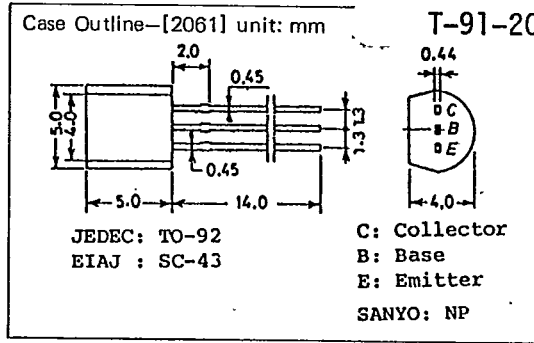 Case Outline—[2061] unit: mm
T-91-20
2.0
0.45
0.44
5.0
4.0
1.3
1.3
C
B
E
0.45
5.0
14.0
4.0
JEDEC: TO-92
EIAJ : SC-43
C: Collector
B: Base
E: Emitter
SANYO: NP